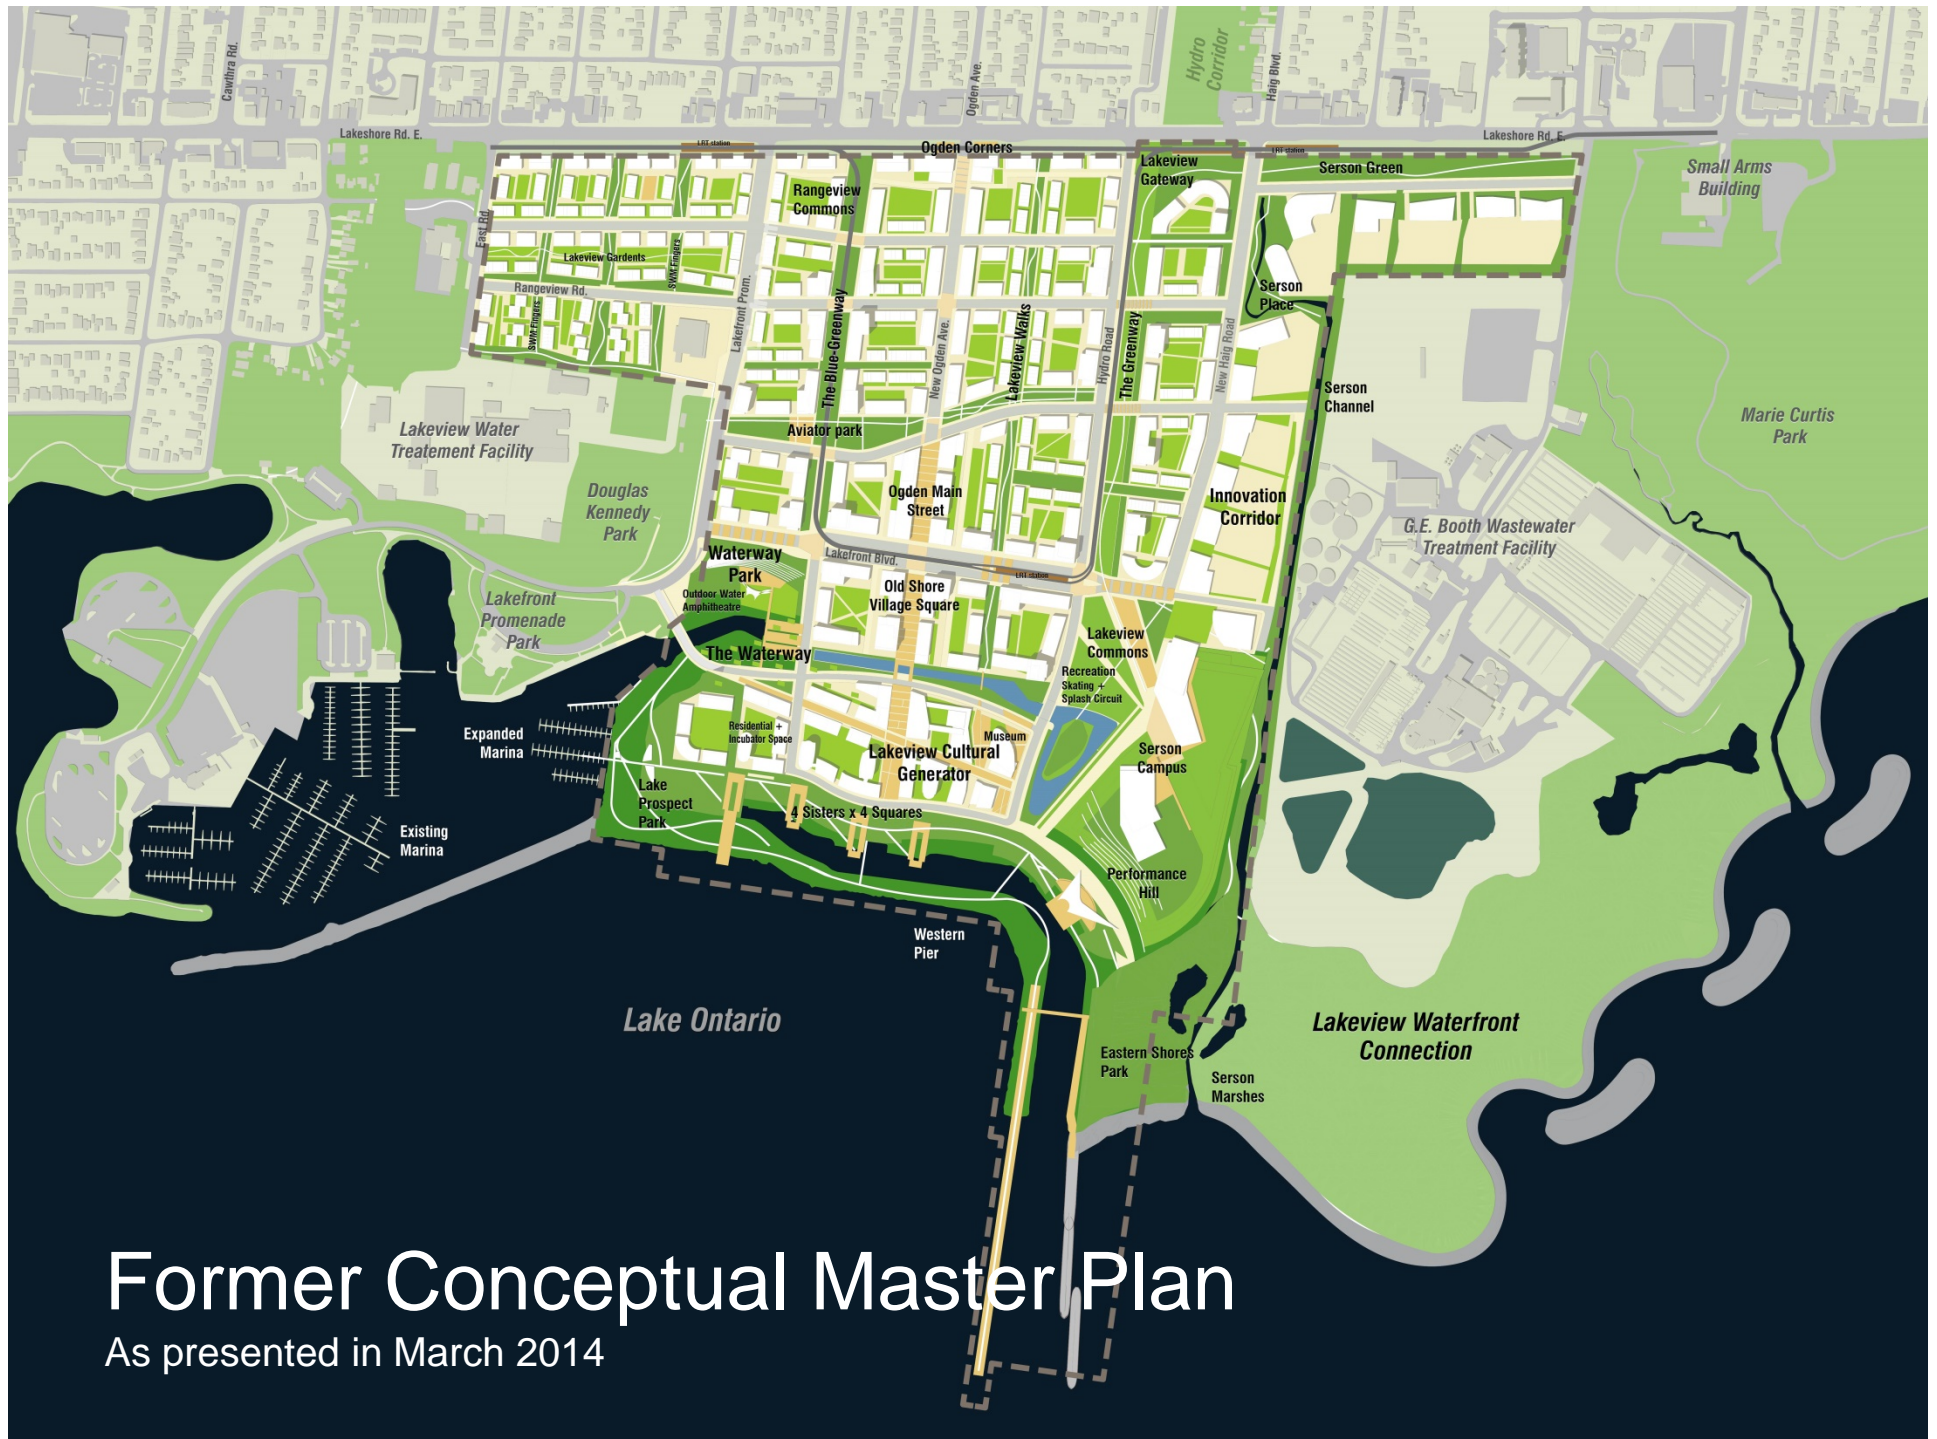 Hydro
Corridor
Cawthra Rd.
Ogden Ave.
Haig Blvd.
Lakeshore Rd. E.
Lakeshore Rd. E.
LRT station
Ogden Corners
LRT station
Lakeview
Gateway
Serson Green
Small Arms
Building
Rangeview
Commons
East Rd.
Lakeview Gardents
SWM Fingers
Rangeview Rd.
SWM Fingers
Lakefront Prom.
The Blue-Greenway
New Ogden Ave.
Lakeview Walks
Hydro Road
The Greenway
New Haig Road
Serson
Place
Serson
Channel
Marie Curtis
Park
Lakeview Water
Treatement Facility
Aviator park
Douglas
Kennedy
Park
Ogden Main
Street
Innovation
Corridor
G.E. Booth Wastewater
Treatment Facility
Waterway
Park
Lakefront Blvd.
LRT station
Outdoor Water
Amphitheatre
Old Shore
Village Square
Lakefront
Promenade
Park
The Waterway
Lakeview
Commons
Recreation
Skating +
Splash Circuit
Expanded
Marina
Residential +
Incubator Space
Museum
Lakeview Cultural
Generator
Serson
Campus
Lake
Prospect
Park
4 Sisters x 4 Squares
Existing
Marina
Performance
Hill
Western
Pier
Lake Ontario
Lakeview Waterfront
Connection
Eastern Shores
Park
Serson
Marshes
Former Conceptual Master Plan
As presented in March 2014